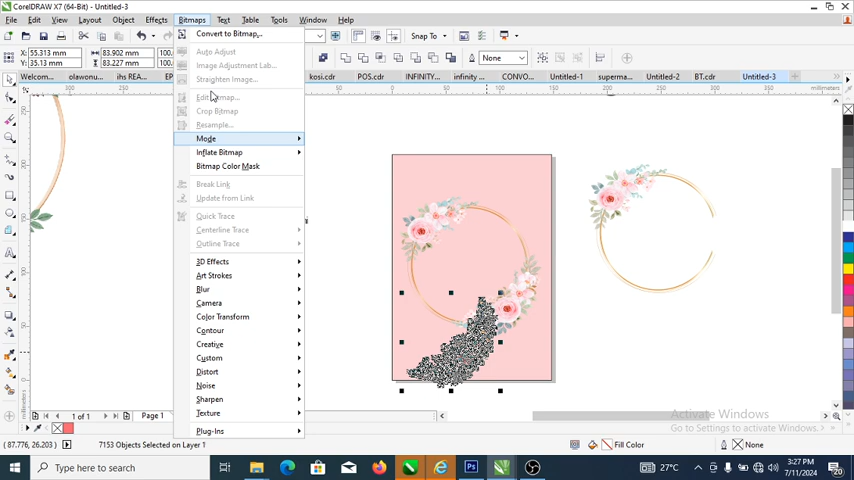 CorelDRAW X7 (64-Bit) - Untitled-3
File Edit View Layout Object Effects Bitmaps Text Table Tools Window Help
Snap To
X: 55.313 mm 83.902 mm 100.
Y: 35.13 mm 83.227 mm 100.
None
Welcom... olawonu... ihs REA... EP kosi.cdr POS.cdr INFINITY... infinity ... CONVO... Untitled-1 superma... Untitled-2 BT.cdr Untitled-3
millimeters
Convert to Bitmap...
Auto Adjust
Image Adjustment Lab...
Straighten Image...
Edit Bitmap...
Crop Bitmap
Resample...
Mode
Inflate Bitmap
Bitmap Color Mask
Break Link
Update from Link
Quick Trace
Centerline Trace
Outline Trace
3D Effects
Art Strokes
Blur
Camera
Color Transform
Contour
Creative
Custom
Distort
Noise
Sharpen
Texture
Plug-Ins
1 of 1 Page 1
Activate Windows
Go to Settings to activate Windows.
(87.776, 26.203) 7153 Objects Selected on Layer 1 Fill Color None
Type here to search
27°C
3:27 PM
7/11/2024
20